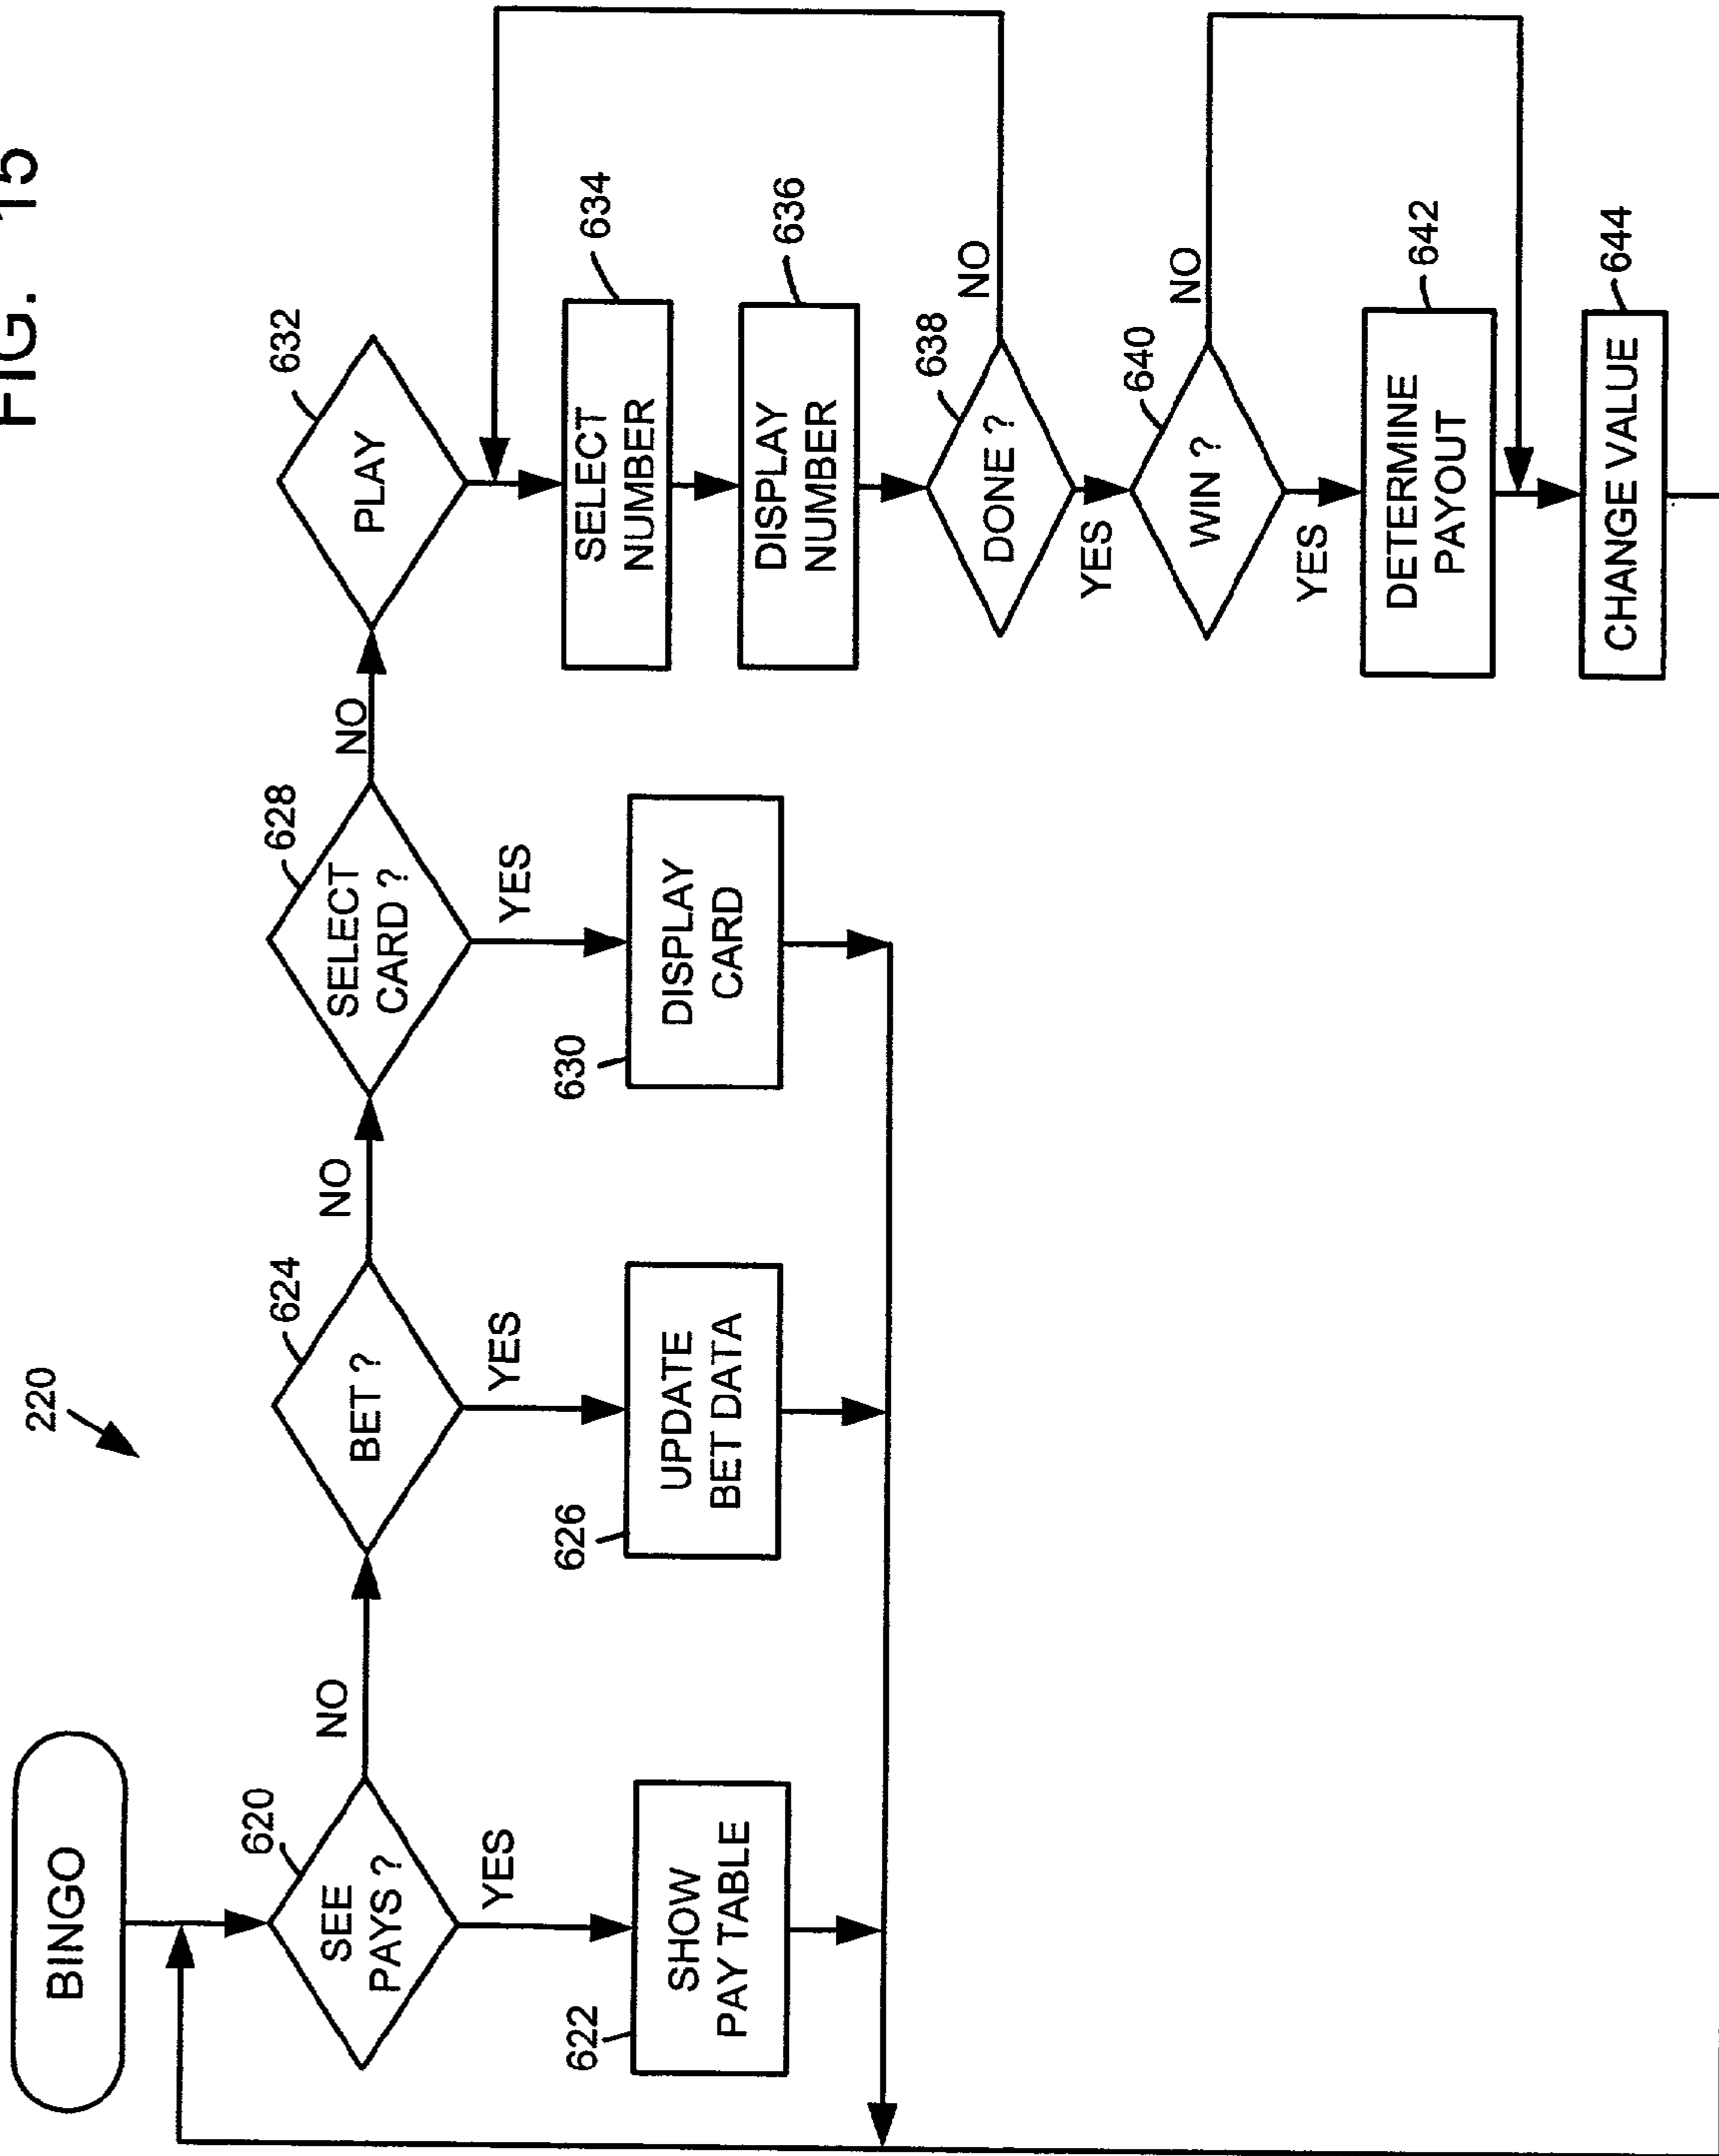 FIG. 15
220
BINGO
620
SEE
PAYS ?
NO
YES
622
SHOW
PAY TABLE
624
BET ?
NO
YES
626
UPDATE
BET DATA
628
SELECT
CARD ?
NO
YES
630
DISPLAY
CARD
632
PLAY
634
SELECT
NUMBER
636
DISPLAY
NUMBER
638
DONE ?
NO
YES
640
WIN ?
NO
YES
642
DETERMINE
PAYOUT
644
CHANGE VALUE